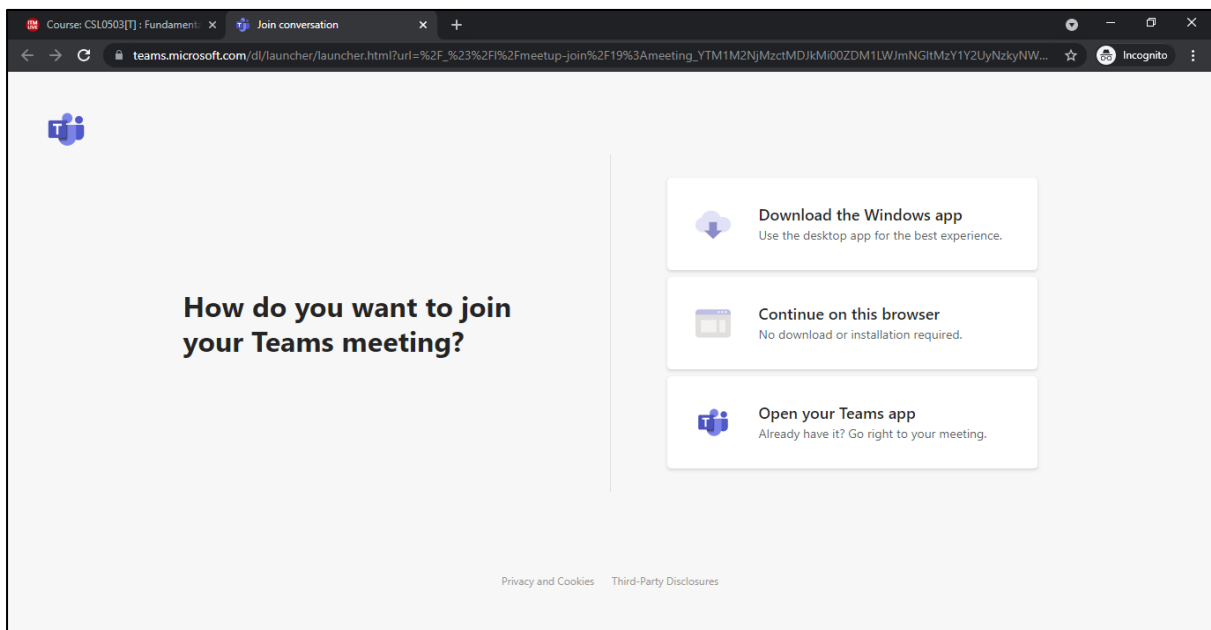 ITM LIVE
Course: CSL0503[T] : Fundament
Join conversation
teams.microsoft.com/dl/launcher/launcher.html?url=%2F_%23%2Fl%2Fmeetup-join%2F19%3Ameeting_YTM1M2NjMzctMDJkMi00ZDM1LWJmNGItMzY1Y2UyNzkyNW...
Incognito
How do you want to join
your Teams meeting?
Download the Windows app
Use the desktop app for the best experience.
Continue on this browser
No download or installation required.
Open your Teams app
Already have it? Go right to your meeting.
Privacy and Cookies Third-Party Disclosures